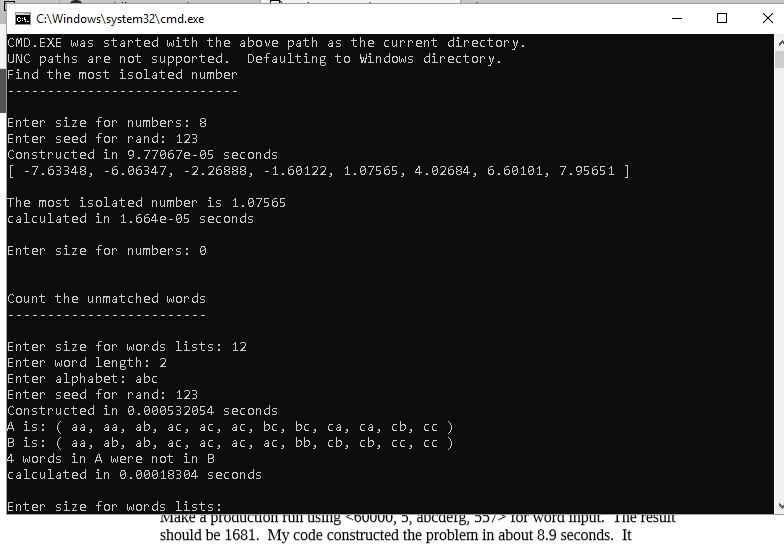 C:\Windows\system32\cmd.exe
CMD.EXE was started with the above path as the current directory.
UNC paths are not supported.  Defaulting to Windows directory.
Find the most isolated number
-----------------------------
Enter size for numbers: 8
Enter seed for rand: 123
Constructed in 9.77067e-05 seconds
[ -7.63348, -6.06347, -2.26888, -1.60122, 1.07565, 4.02684, 6.60101, 7.95651 ]
The most isolated number is 1.07565
calculated in 1.664e-05 seconds
Enter size for numbers: 0
Count the unmatched words
-------------------------
Enter size for words lists: 12
Enter word length: 2
Enter alphabet: abc
Enter seed for rand: 123
Constructed in 0.000532054 seconds
A is: ( aa, aa, ab, ac, ac, ac, bc, bc, ca, ca, cb, cc )
B is: ( aa, ab, ab, ac, ac, ac, ac, bb, cb, cb, cc, cc )
4 words in A were not in B
calculated in 0.00018304 seconds
Enter size for words lists:
Make a production run using <60000, 5, abcdefg, 557> for word input.  The result
should be 1681.  My code constructed the problem in about 8.9 seconds.  It